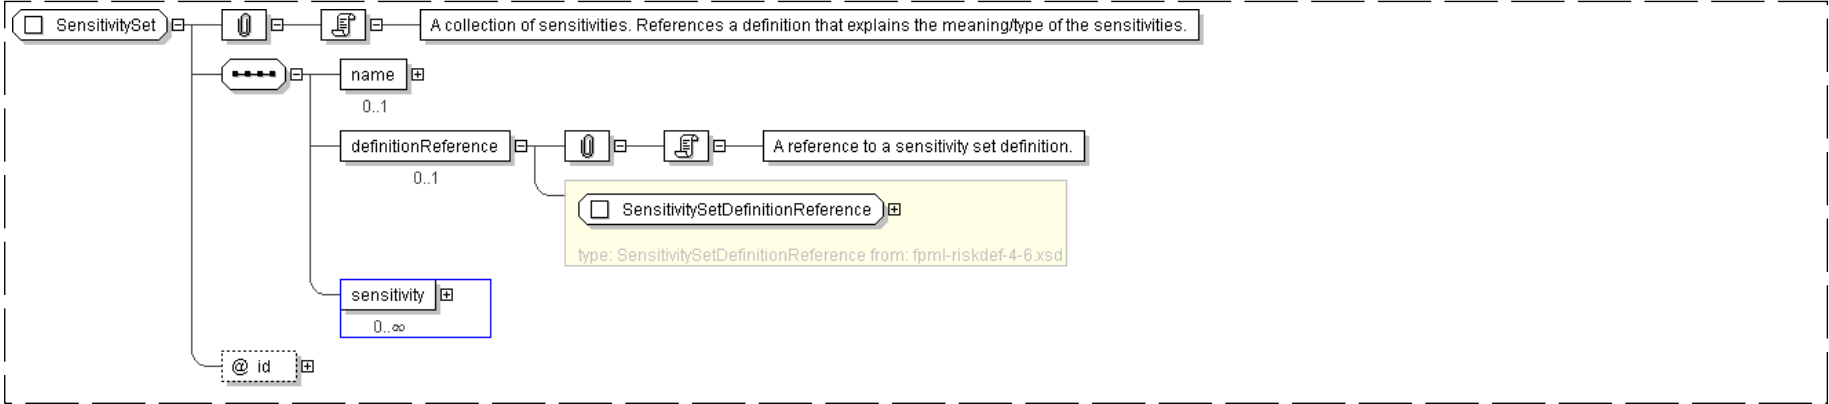 SensitivitySet
A collection of sensitivities. References a definition that explains the meaning/type of the sensitivities.
name
0..1
definitionReference
A reference to a sensitivity set definition.
0..1
SensitivitySetDefinitionReference
type: SensitivitySetDefinitionReference from: fpml-riskdef-4-6.xsd
sensitivity
0..∞
@ id